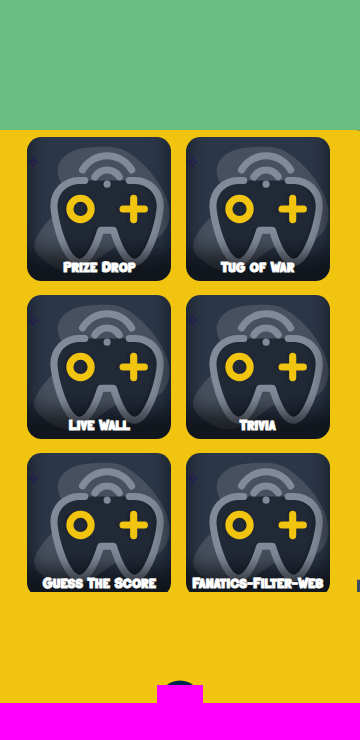 Prize Drop
Tug of War
Live Wall
Trivia
Guess The Score
Fanatics-Filter-Web